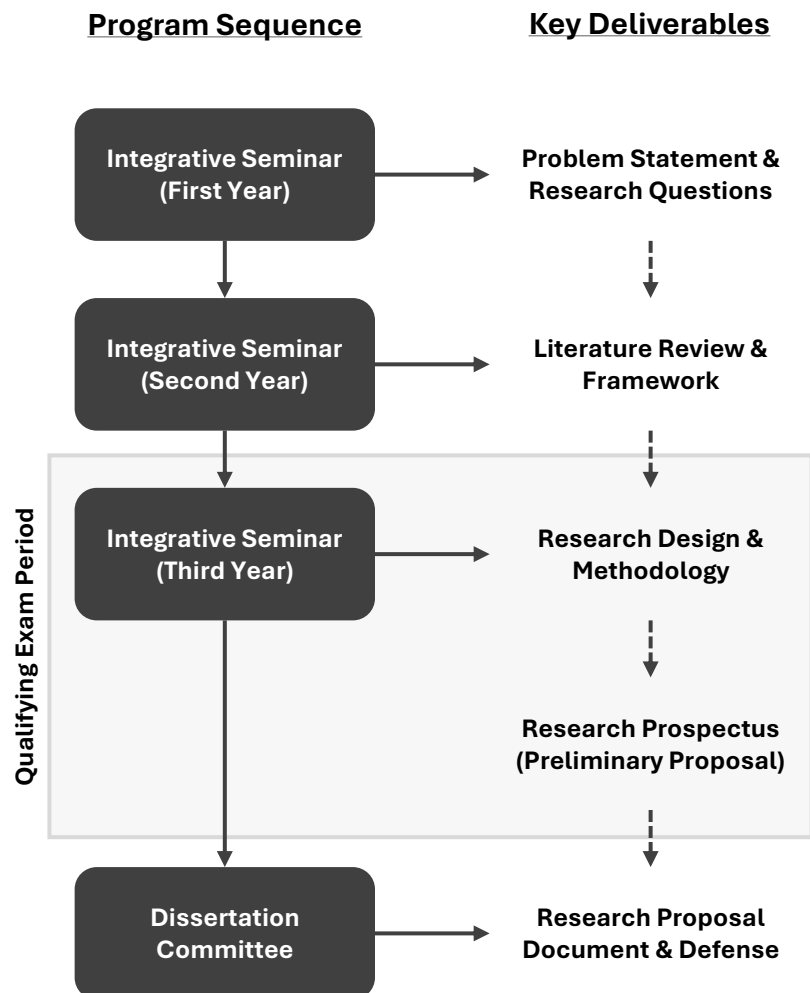 Program Sequence
Key Deliverables
Integrative Seminar
(First Year)
Problem Statement &
Research Questions
Integrative Seminar
(Second Year)
Literature Review &
Framework
Qualifying Exam Period
Integrative Seminar
(Third Year)
Research Design &
Methodology
Research Prospectus
(Preliminary Proposal)
Dissertation
Committee
Research Proposal
Document & Defense